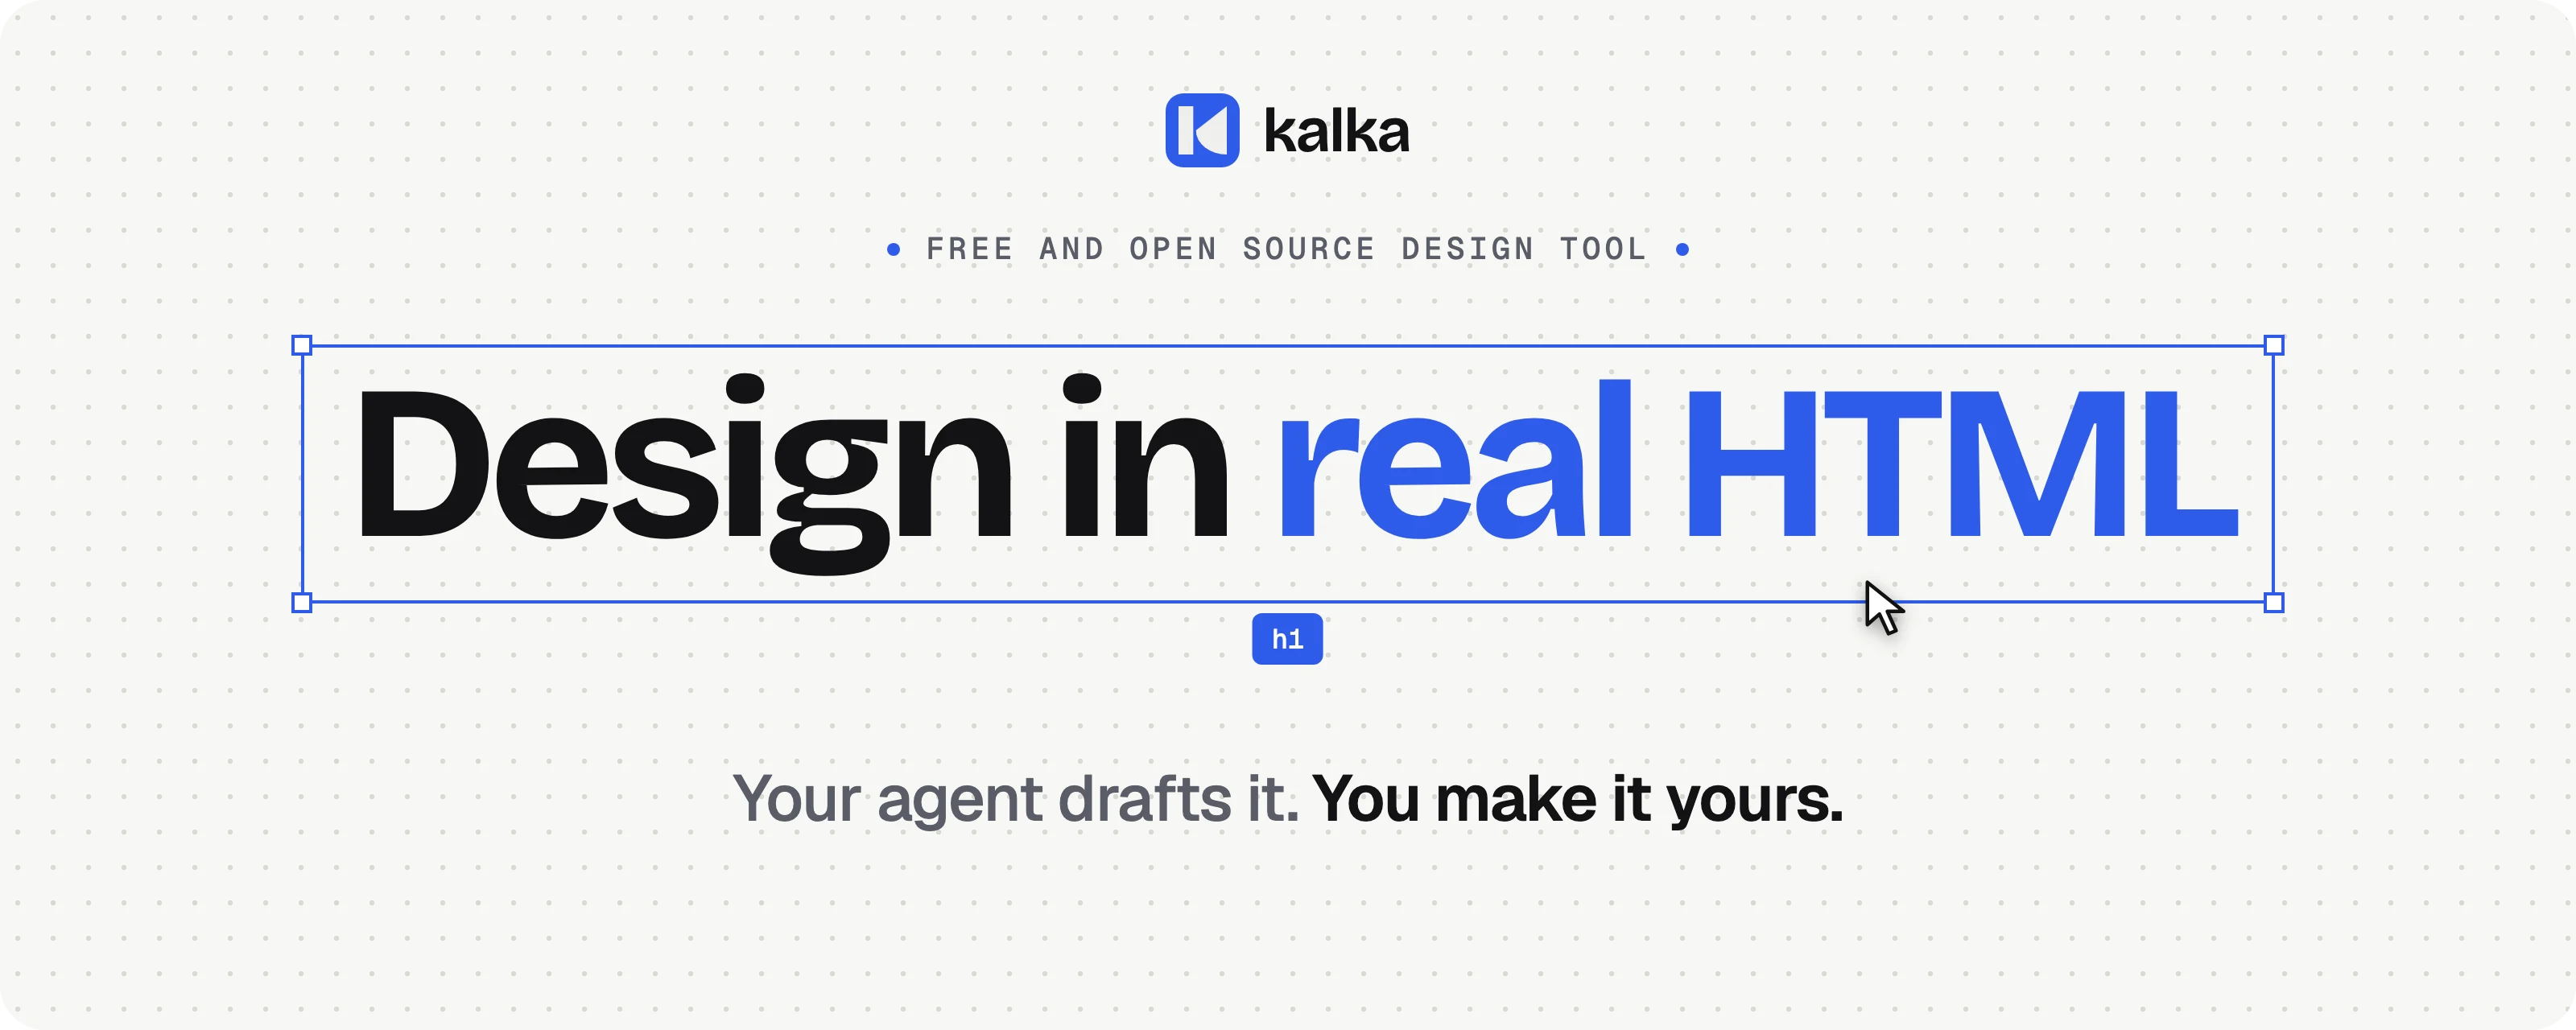 kalka
FREE AND OPEN SOURCE DESIGN TOOL
Design in real HTML
h1
Your agent drafts it. You make it yours.